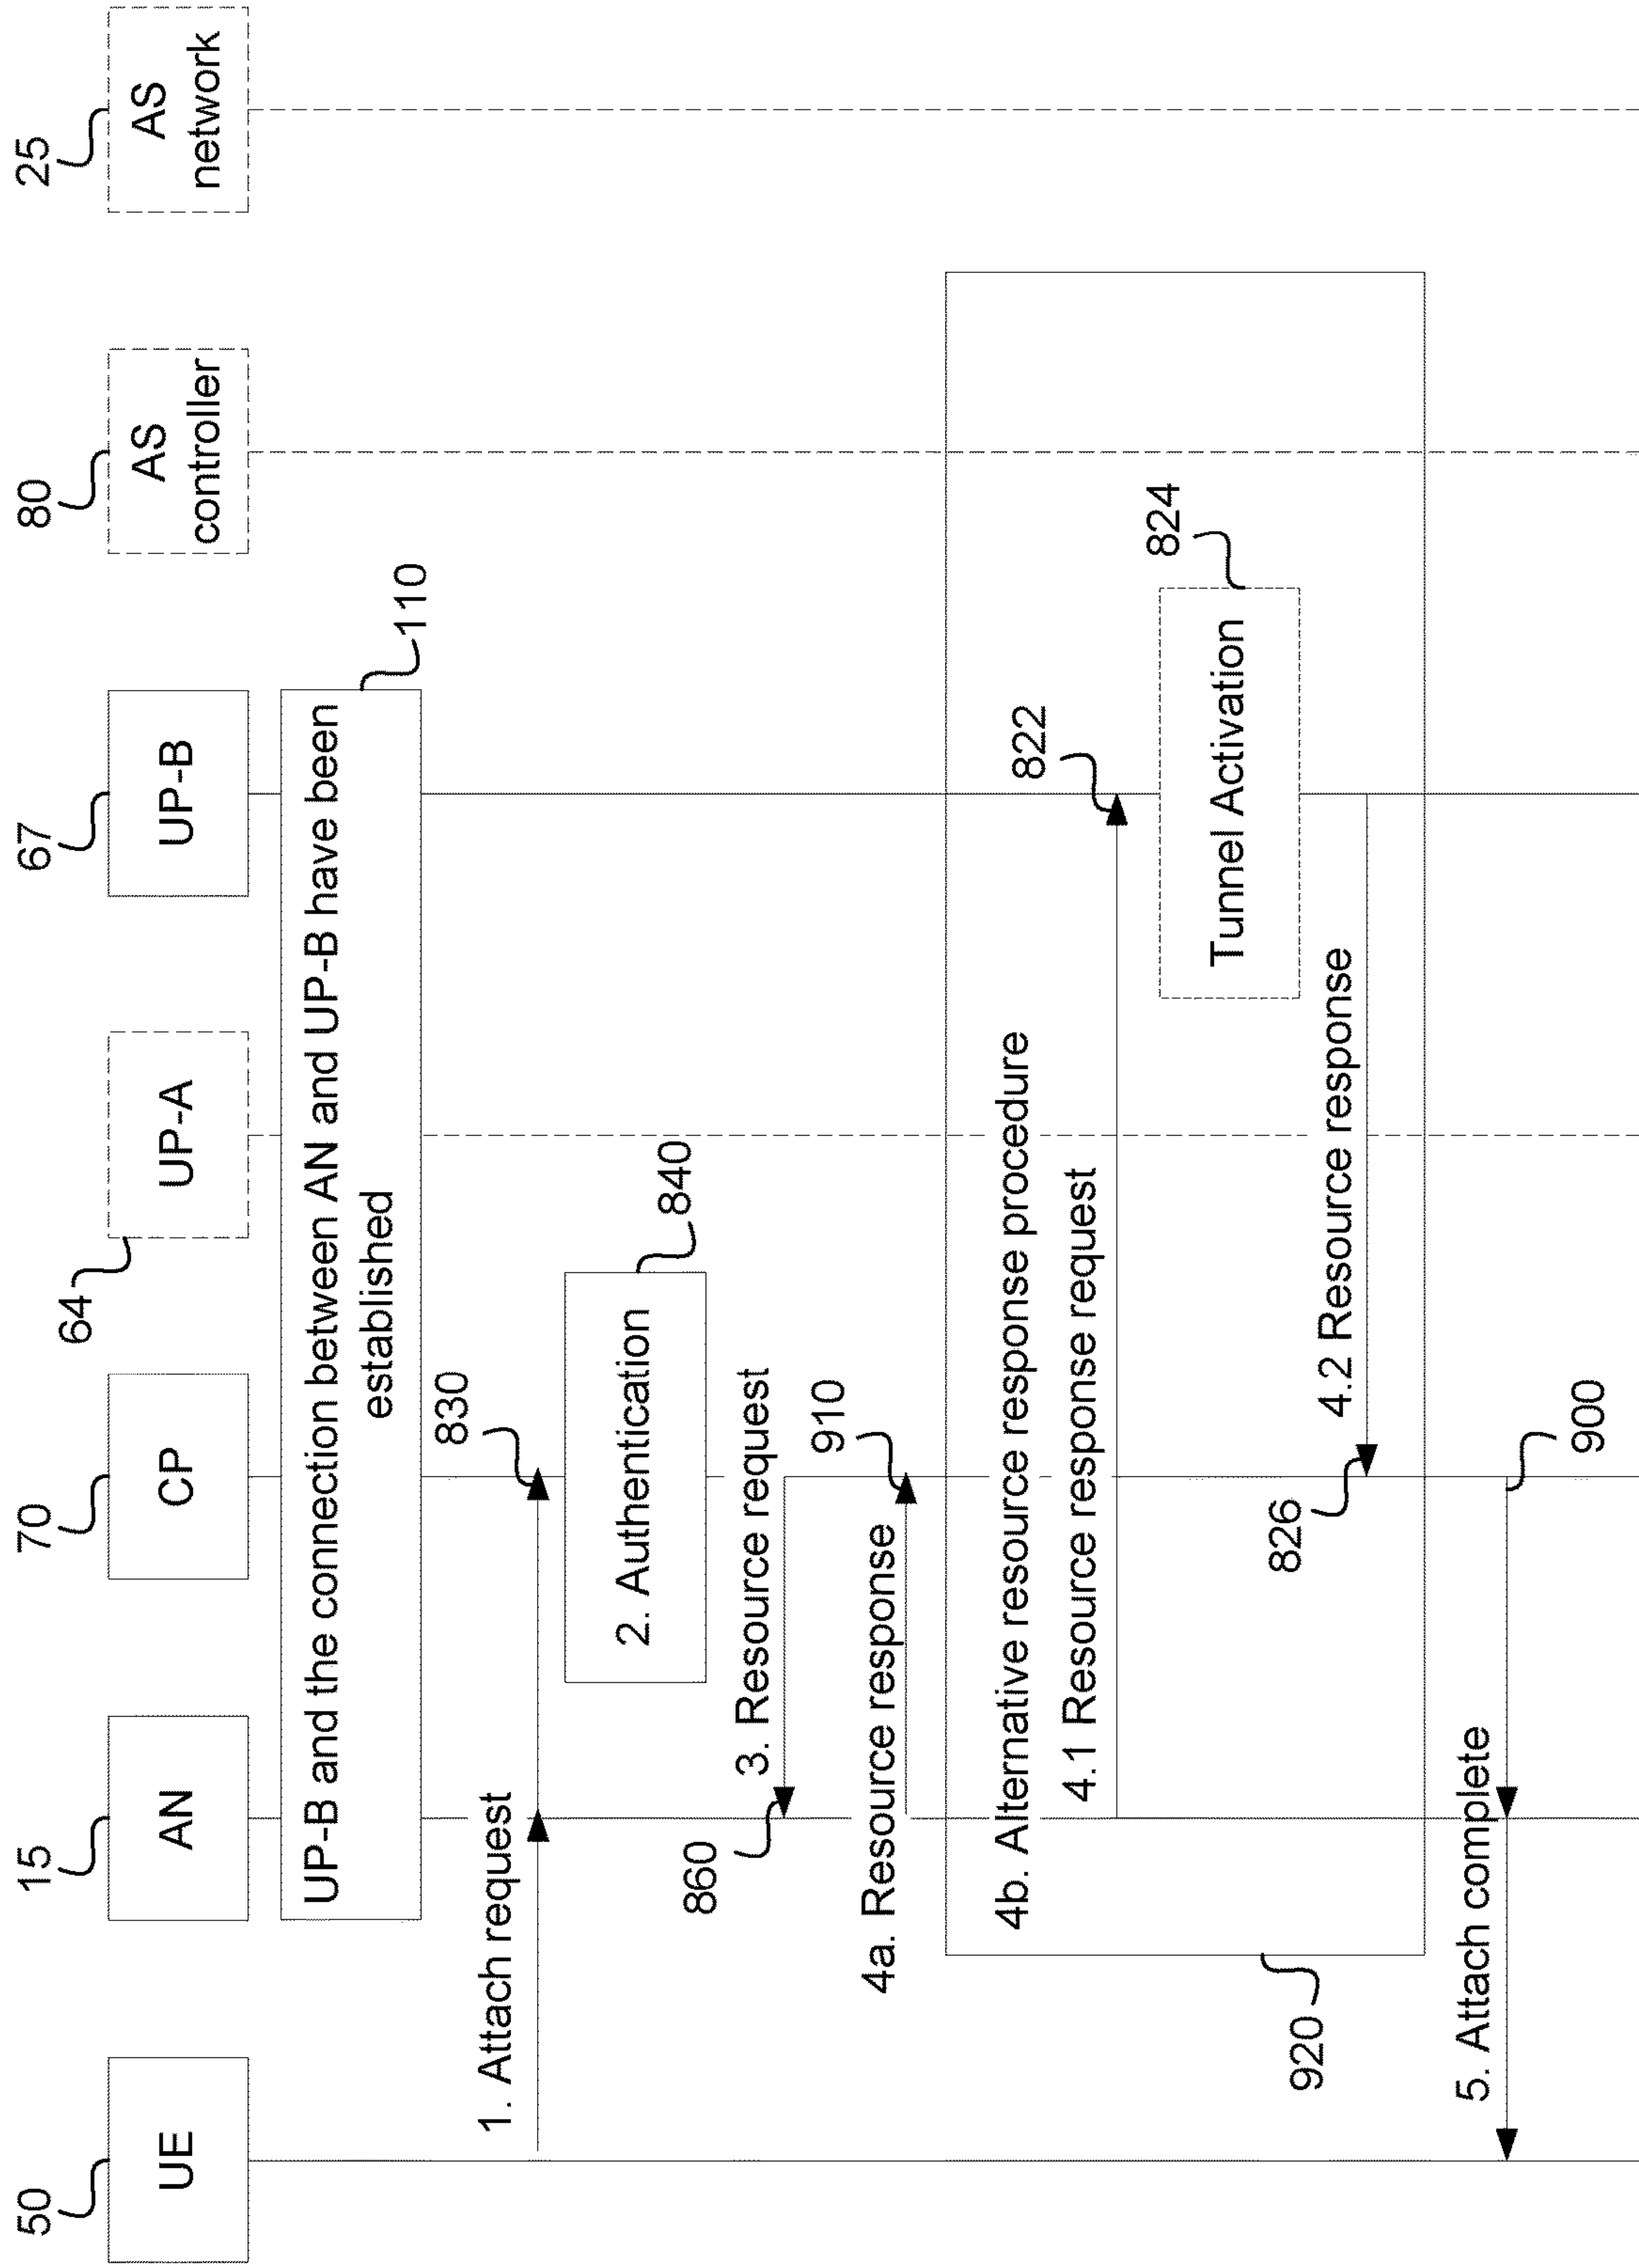 50
15
70
64
67
80
25
UE
AN
CP
UP-A
UP-B
AS
controller
AS
network
UP-B and the connection between AN and UP-B have been
established
110
830
1. Attach request
2. Authentication
840
3. Resource request
860
910
4a. Resource response
4b. Alternative resource response procedure
822
4.1 Resource response request
824
Tunnel Activation
4.2 Resource response
826
920
5. Attach complete
900